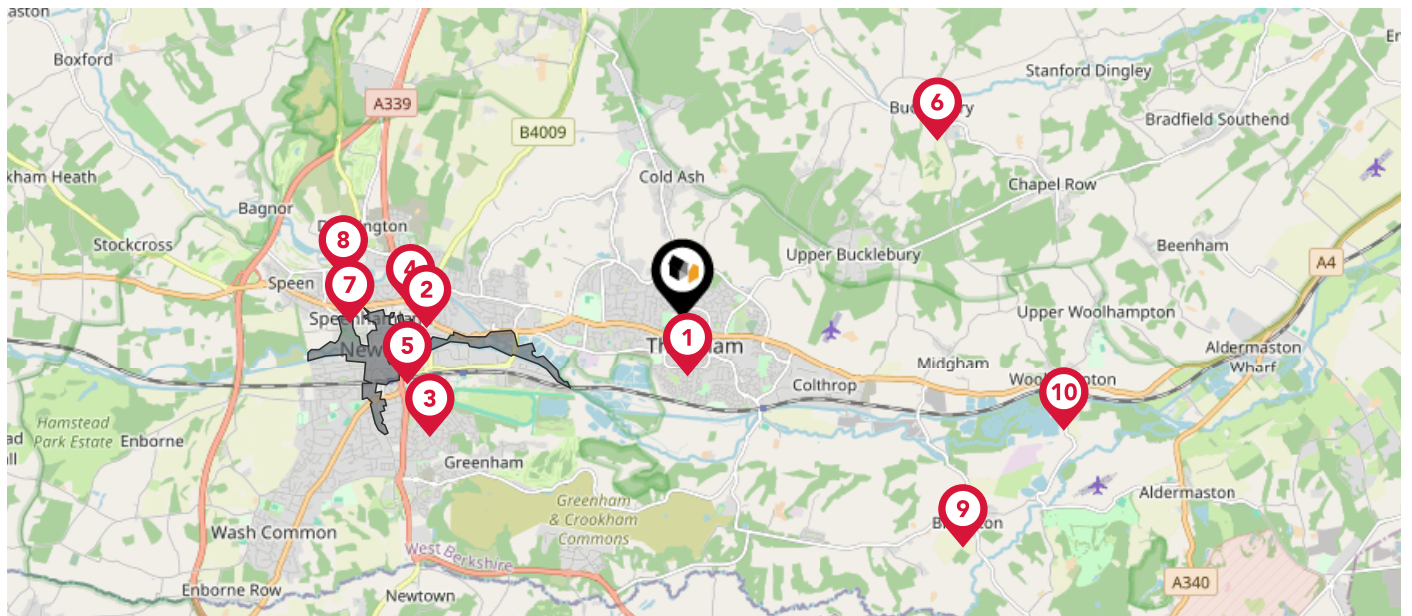 Boxford
Stanford Dingley
A339
6
B4009
Bradfield Southend
Cold Ash
Chapel Row
Bagnor
8
Stockcross
Beenham
Upper Bucklebury
A4
4
7
2
Speen
Upper Woolhampton
1
5
Aldermaston
Wharf
Midgham
Colthrop
10
3
Hamstead
Park Estate
Enborne
Greenham
Aldermaston
Greenham
& Crookham
Commons
9
Wash Common
West Berkshire
A340
Enborne Row
Newtown